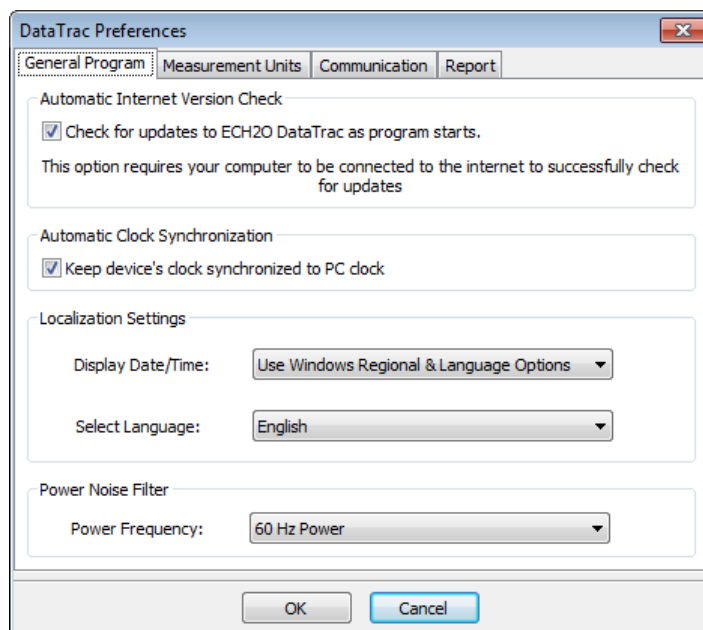 DataTrac Preferences
General Program Measurement Units Communication Report
Automatic Internet Version Check
Check for updates to ECH2O DataTrac as program starts.
This option requires your computer to be connected to the internet to successfully check
for updates
Automatic Clock Synchronization
Keep device's clock synchronized to PC clock
Localization Settings
Display Date/Time: Use Windows Regional & Language Options
Select Language: English
Power Noise Filter
Power Frequency: 60 Hz Power
OK Cancel